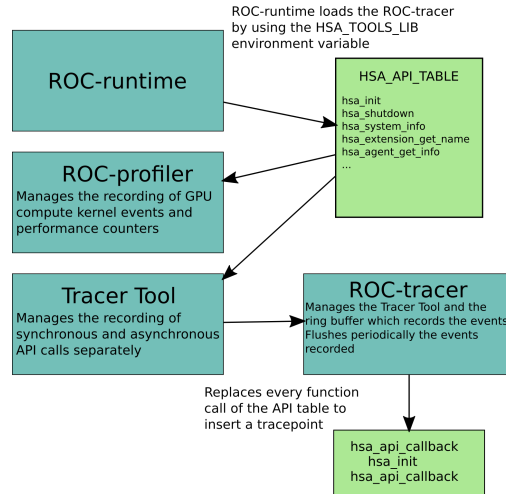 ROC-runtime loads the ROC-tracer
by using the HSA_TOOLS_LIB
environment variable
ROC-runtime
HSA_API_TABLE
hsa_init
hsa_shutdown
hsa_system_info
hsa_extension_get_name
hsa_agent_get_info
...
ROC-profiler
Manages the recording of GPU
compute kernel events and
performance counters
Tracer Tool
Manages the recording of
synchronous and asynchronous
API calls separately
ROC-tracer
Manages the Tracer Tool and the
ring buffer which records the events
Flushes periodically the events
recorded
Replaces every function
call of the API table to
insert a tracepoint
hsa_api_callback
hsa_init
hsa_api_callback